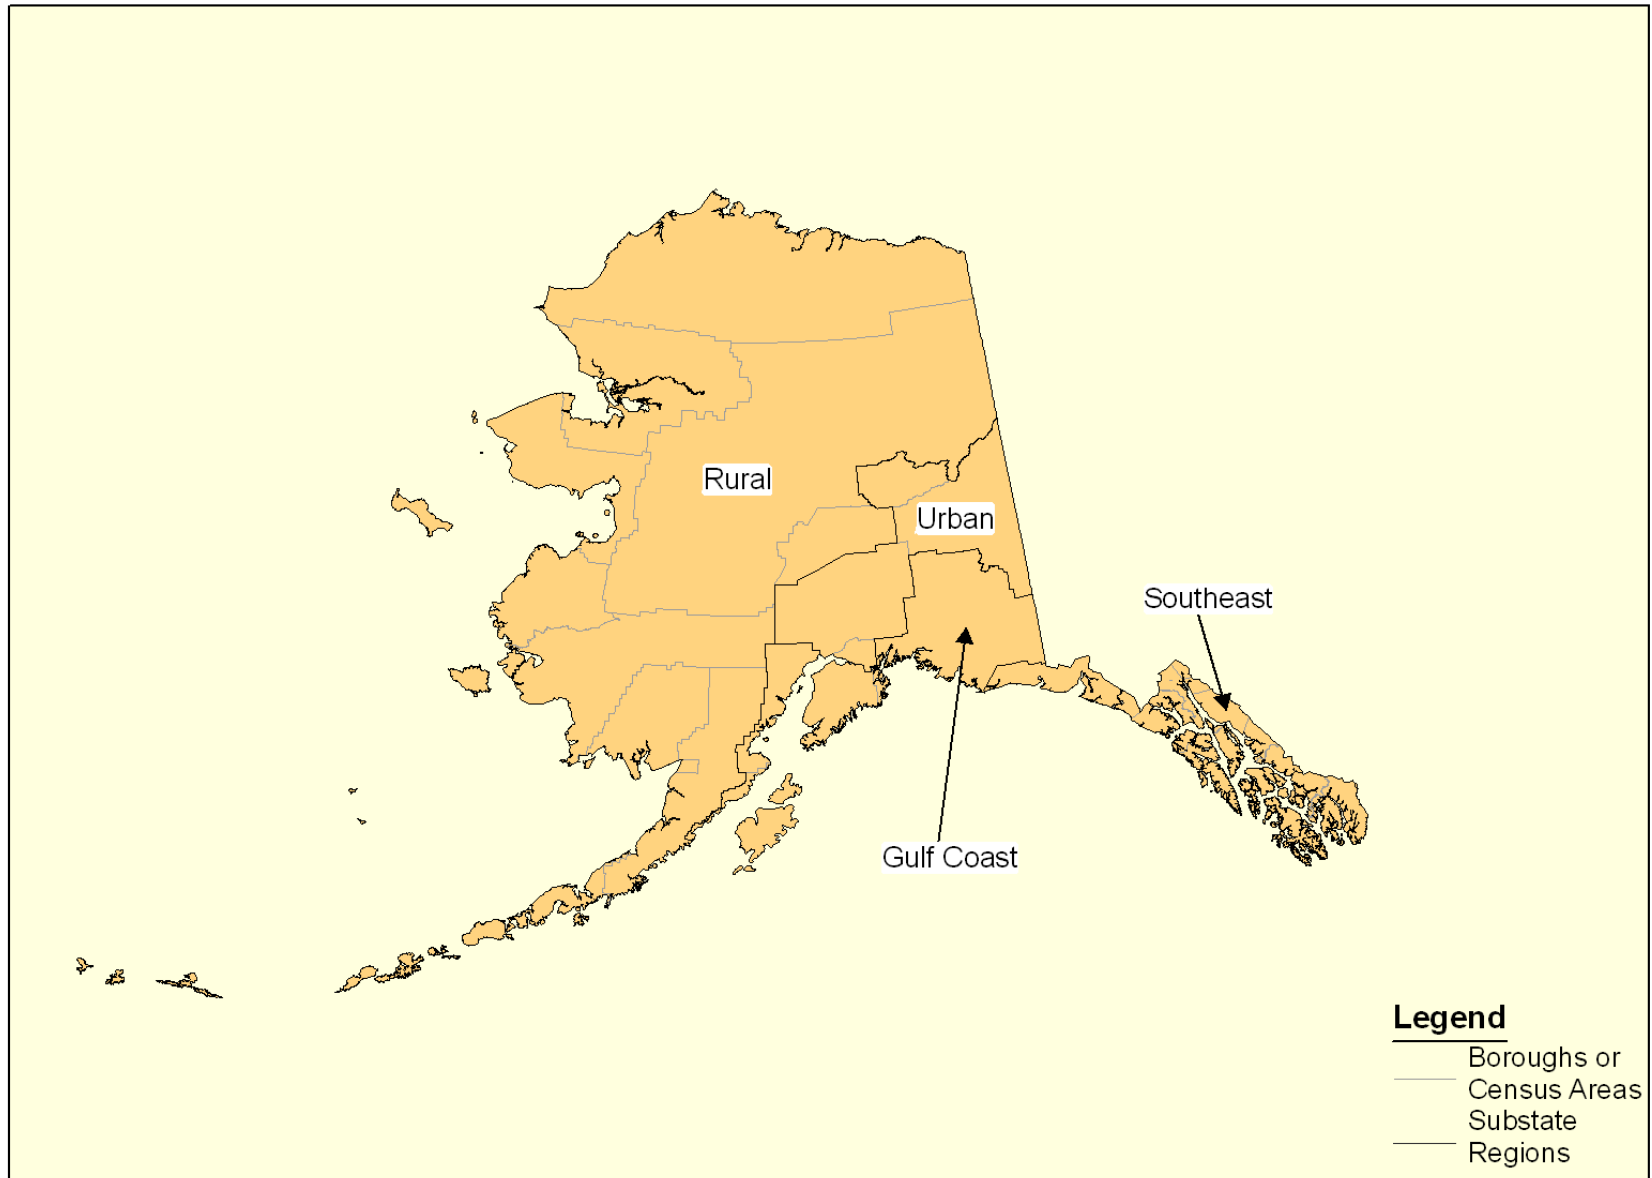 Rural
Urban
Southeast
Gulf Coast
Legend
Boroughs or
Census Areas
Substate
Regions